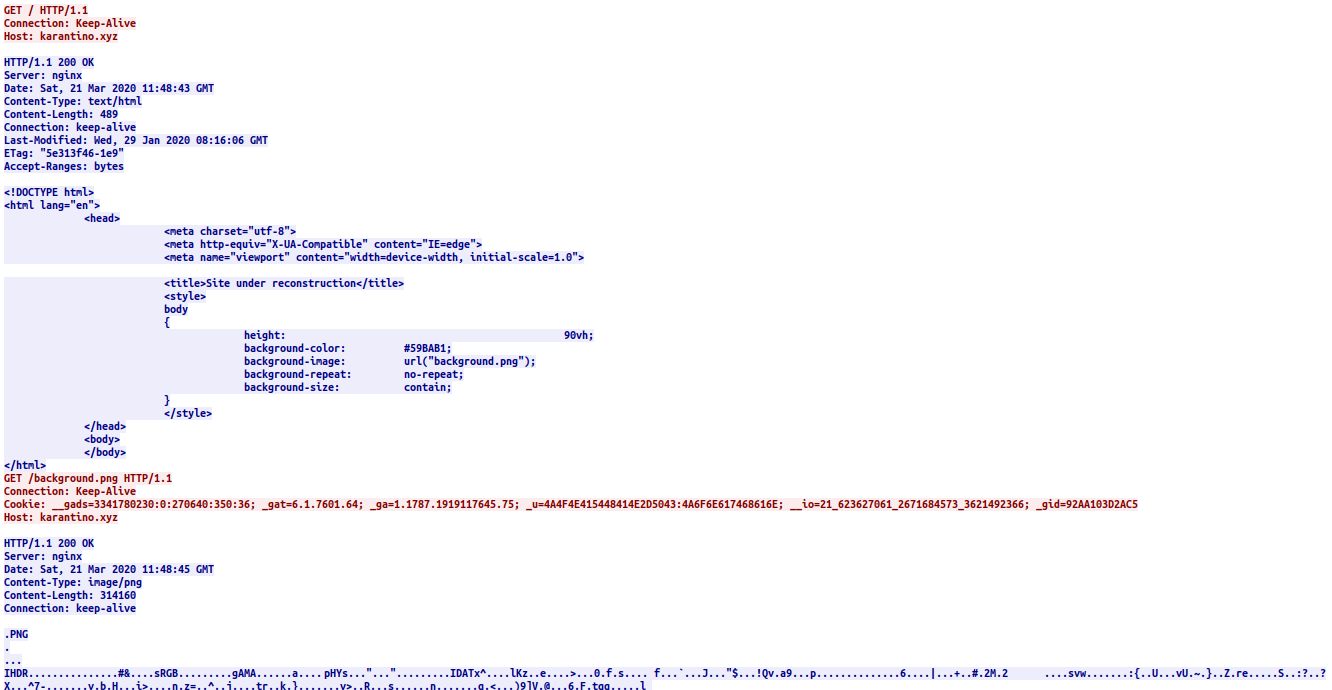 GET / HTTP/1.1
Connection: Keep-Alive
Host: karantino.xyz

HTTP/1.1 200 OK
Server: nginx
Date: Sat, 21 Mar 2020 11:48:43 GMT
Content-Type: text/html
Content-Length: 489
Connection: keep-alive
Last-Modified: Wed, 29 Jan 2020 08:16:06 GMT
ETag: "5e313f46-1e9"
Accept-Ranges: bytes

<!DOCTYPE html>
<html lang="en">
<head>
<meta charset="utf-8">
<meta http-equiv="X-UA-Compatible" content="IE=edge">
<meta name="viewport" content="width=device-width, initial-scale=1.0">

<title>Site under reconstruction</title>
<style>
body
{
height: 90vh;
background-color: #59BAB1;
background-image: url("background.png");
background-repeat: no-repeat;
background-size: contain;
}
</style>
</head>
<body>
</body>
</html>
GET /background.png HTTP/1.1
Connection: Keep-Alive
Cookie: __gads=3341780230:0:270640:350:36; _gat=6.1.7601.64; _ga=1.1787.1919117645.75; _u=4A4F4E415448414E2D5043:4A6F6E617468616E; __io=21_623627061_2671684573_3621492366; _gid=92AA103D2AC5
Host: karantino.xyz

HTTP/1.1 200 OK
Server: nginx
Date: Sat, 21 Mar 2020 11:48:45 GMT
Content-Type: image/png
Content-Length: 314160
Connection: keep-alive

.PNG
.
...
IHDR...............#&....sRGB.........gAMA......a....pHYs..."...".........IDATx^....lKz..e....>...0.f.s.... f...`...J..."$...!Qv.a9...p..............6....|...+..#.2M.2 ....svw.......:{..U...vU.~.}..Z.re.....S..:?..?